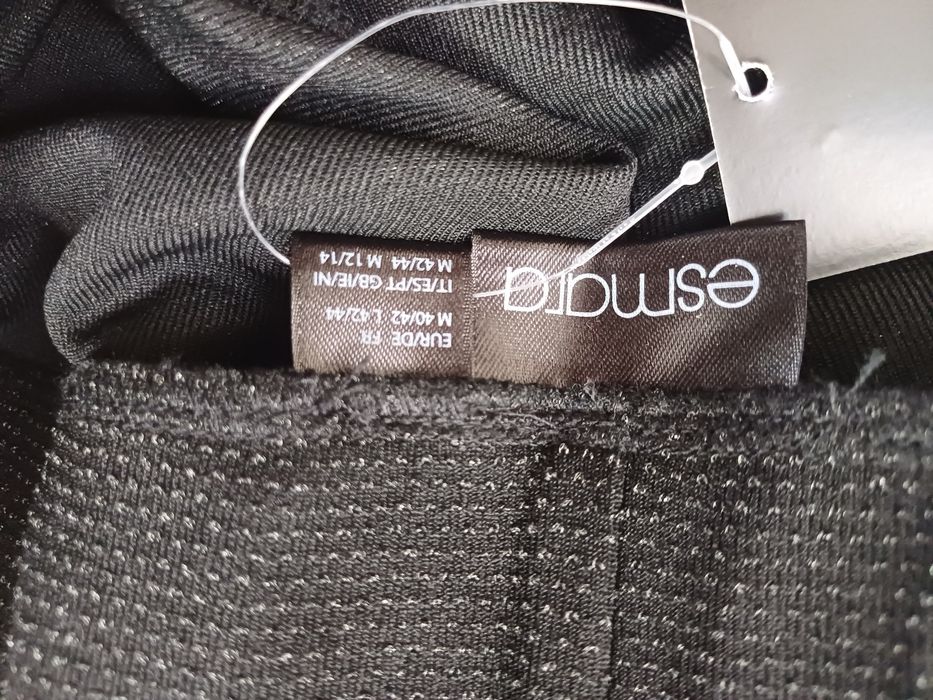 esmara
EUR/DE FR
M 40/42 L 42/44
IT/ES/PT GB/IE/NI
M 42/44 M 12/14